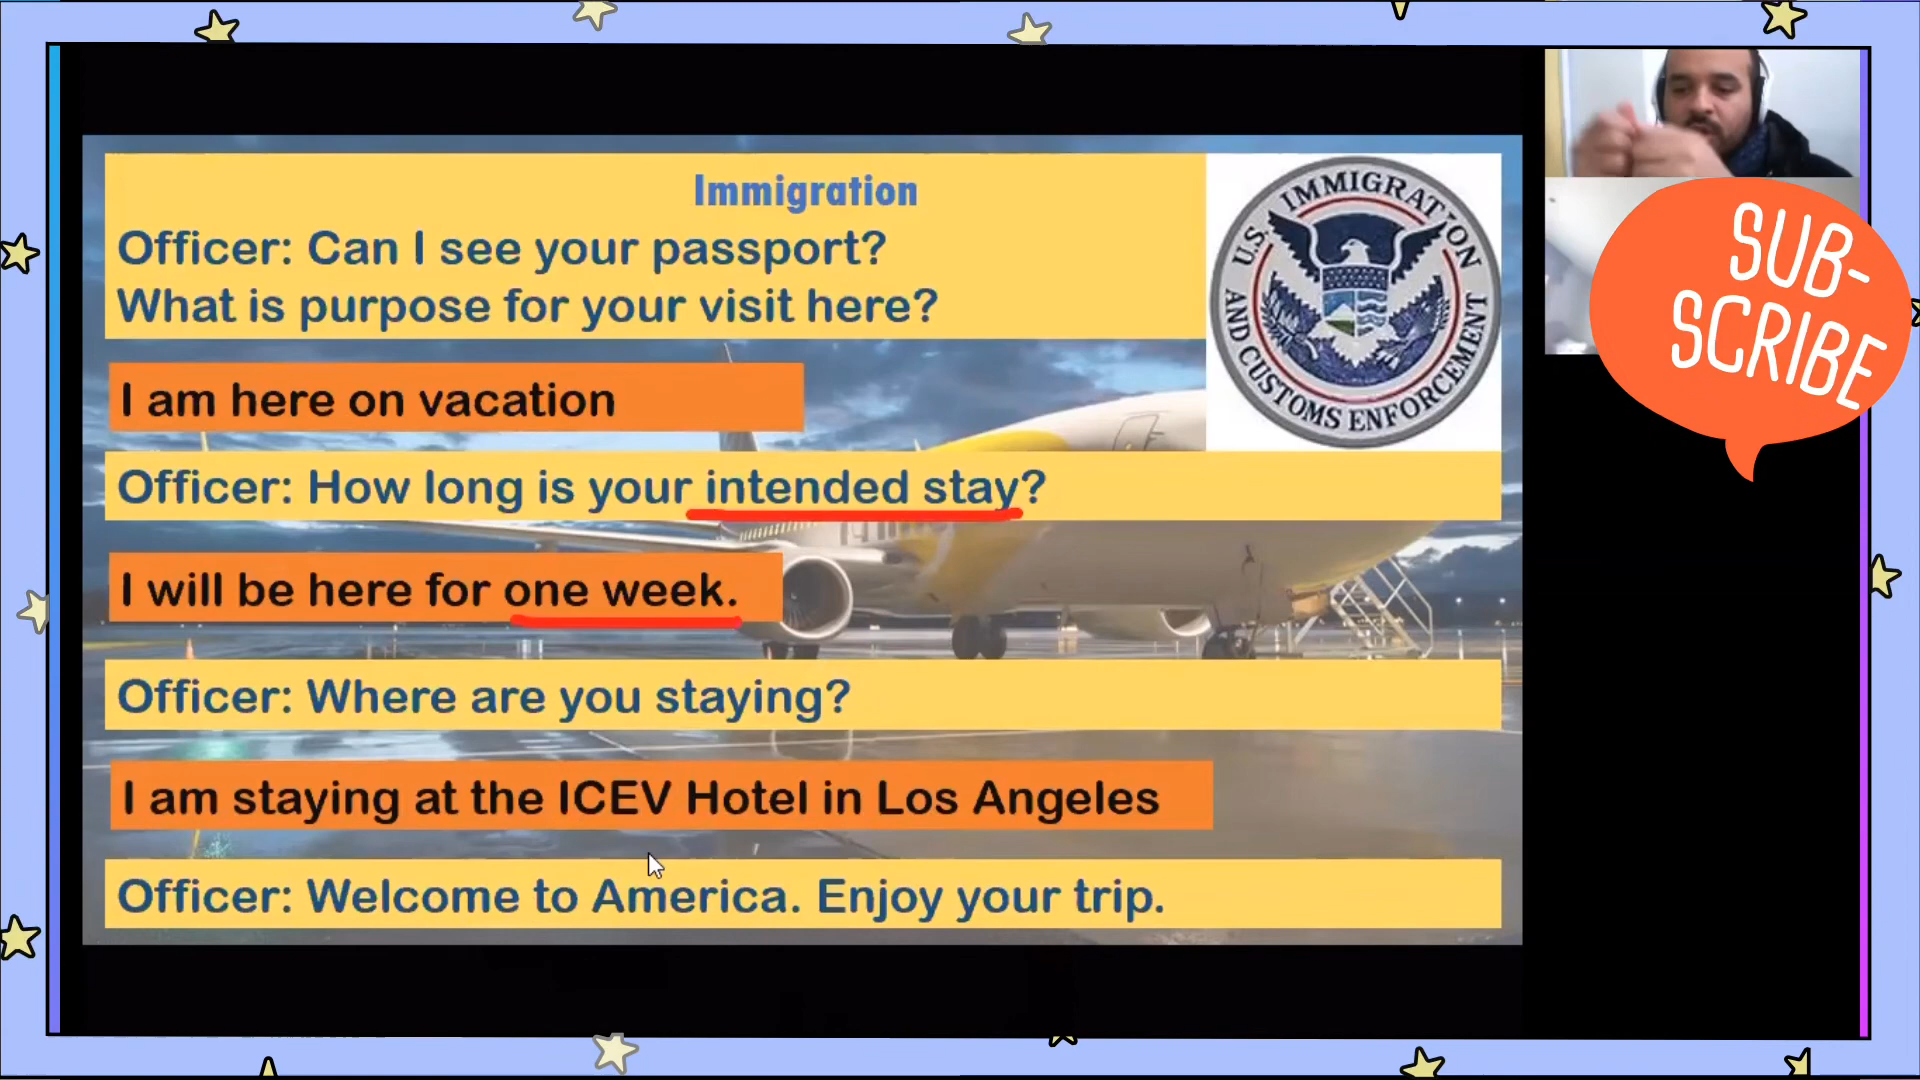 Immigration
Officer: Can I see your passport?
What is purpose for your visit here?
I am here on vacation
Officer: How long is your intended stay?
I will be here for one week.
Officer: Where are you staying?
I am staying at the ICEV Hotel in Los Angeles
Officer: Welcome to America. Enjoy your trip.
U.S. IMMIGRATION
AND CUSTOMS ENFORCEMENT
SUB-
SCRIBE